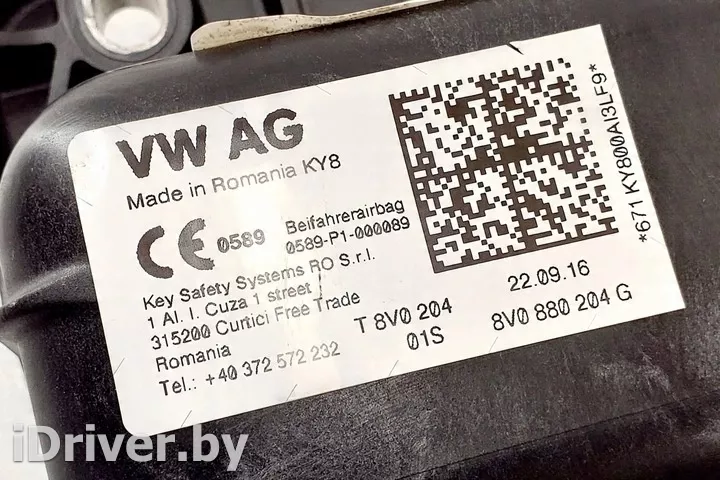 VW AG
Made in Romania KY8
CE 0589
Beifahrerairbag
0589-P1-000089
Key Safety Systems RO S.r.l.
1 Al. I. Cuza 1 street
315200 Curtici Free Trade
Romania
Tel.: +40 372 572 232
T 8V0 204
01S
22.09.16
8V0 880 204 G
*671KY800AI3LF9*
iDriver.by